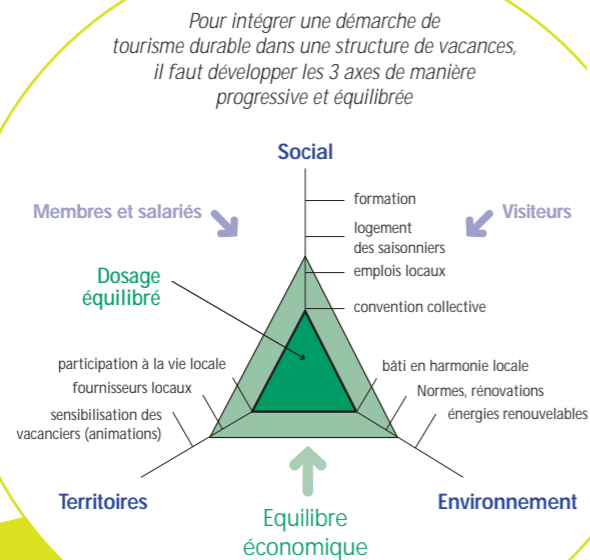 Pour intégrer une démarche de
tourisme durable dans une structure de vacances,
il faut développer les 3 axes de manière
progressive et équilibrée
Social
Membres et salariés
Visiteurs
formation
logement
des saisonniers
emplois locaux
convention collective
Dosage
équilibré
participation à la vie locale
fournisseurs locaux
sensibilisation des
vacanciers (animations)
bâti en harmonie locale
Normes, rénovations
énergies renouvelables
Territoires
Environnement
Equilibre
économique